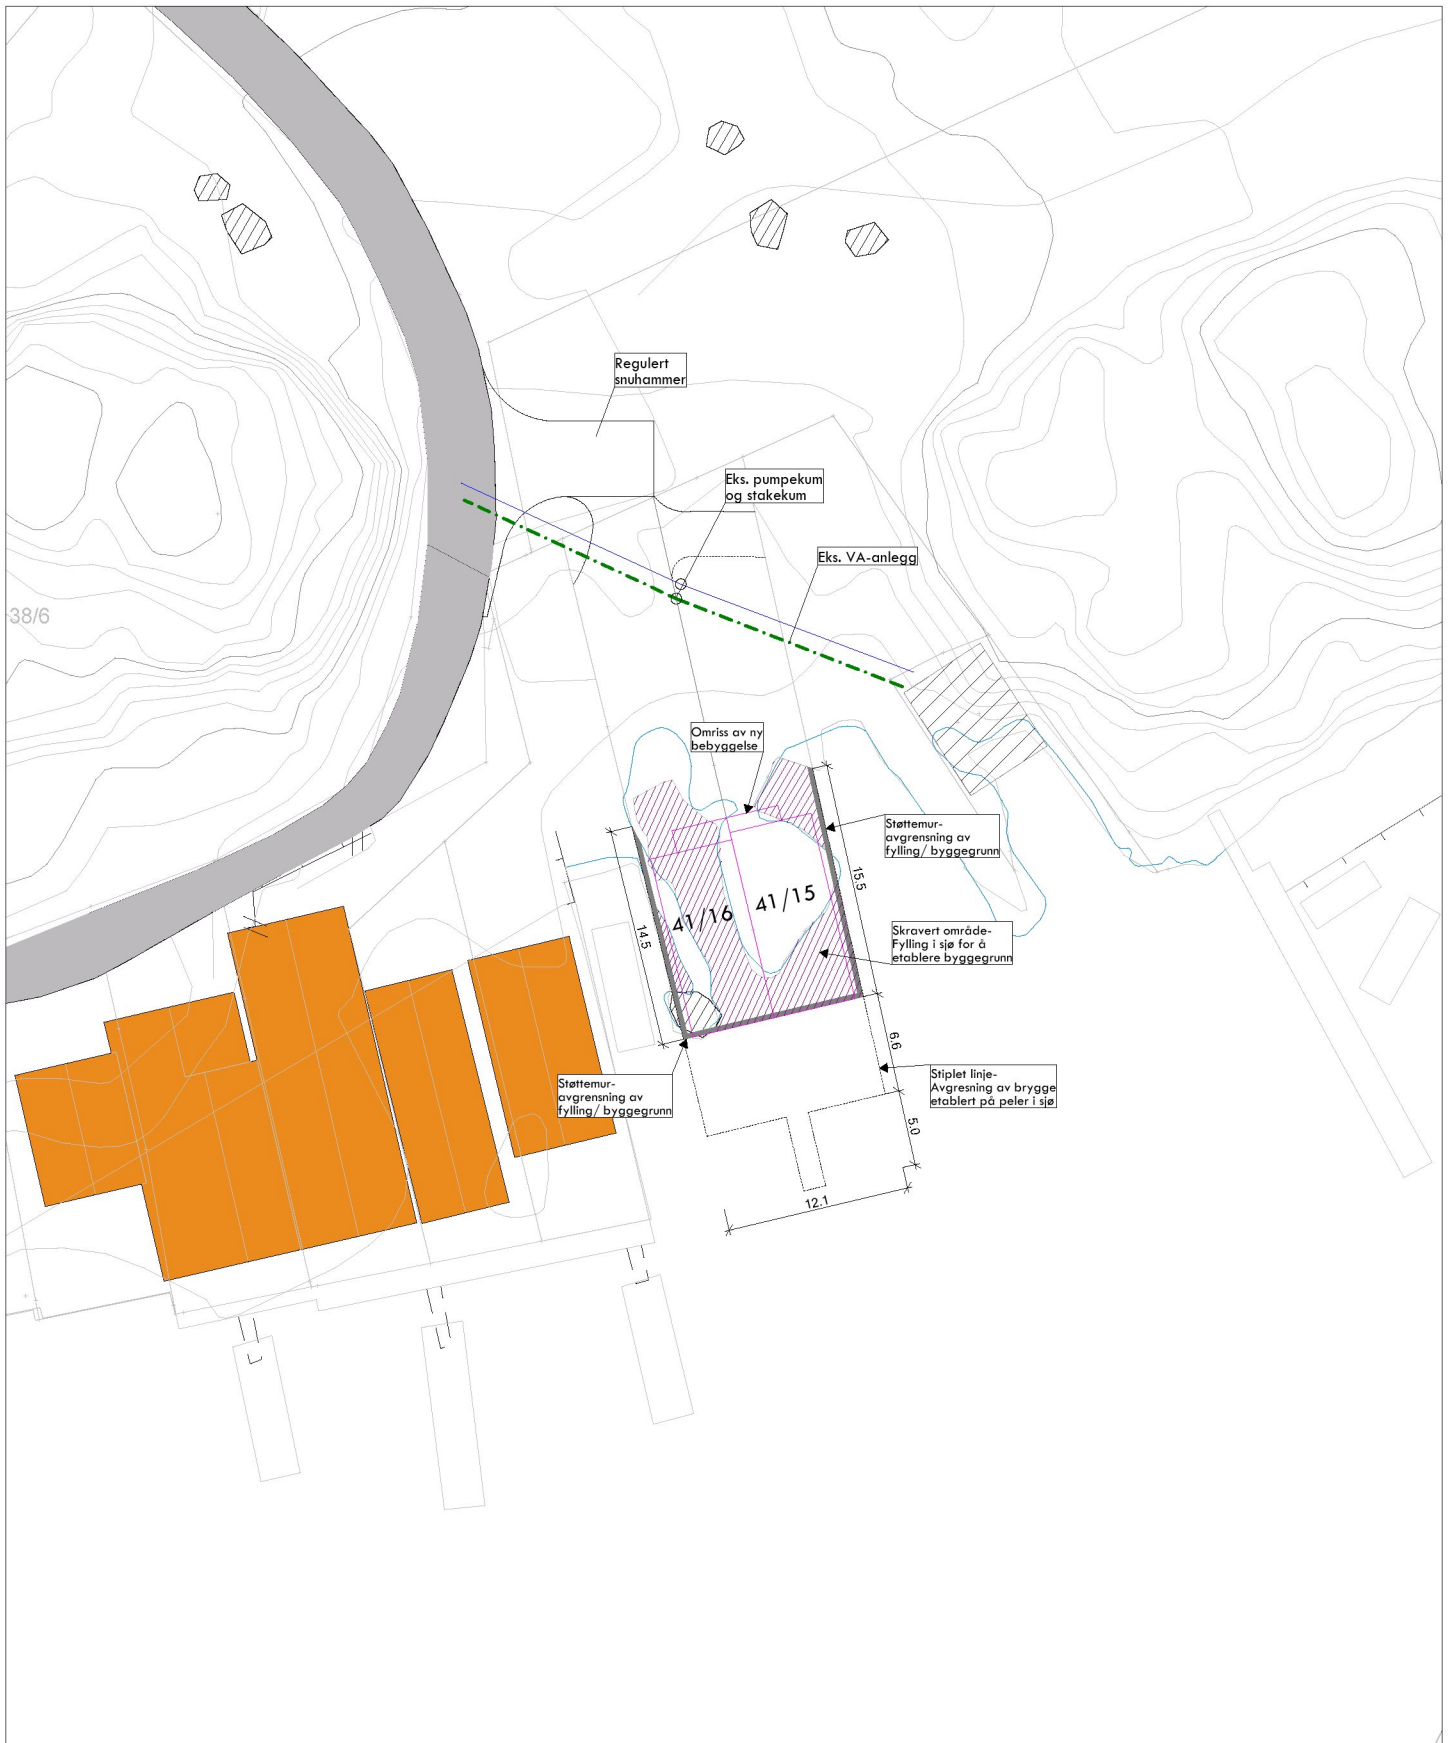 Regulert
snuhammer
Eks. pumpekum
og stakekum
Eks. VA-anlegg
38/6
Omriss av ny
bebyggelse
Støttemur-
avgrensning av
fylling/ byggegrunn
15.5
41/15
41/16
14.5
Skravert område-
Fylling i sjø for å
etablere byggegrunn
6.6
Stiplet linje-
Avgresning av brygge
etablert på peler i sjø
Støttemur-
avgrensning av
fylling/ byggegrunn
5.0
12.1